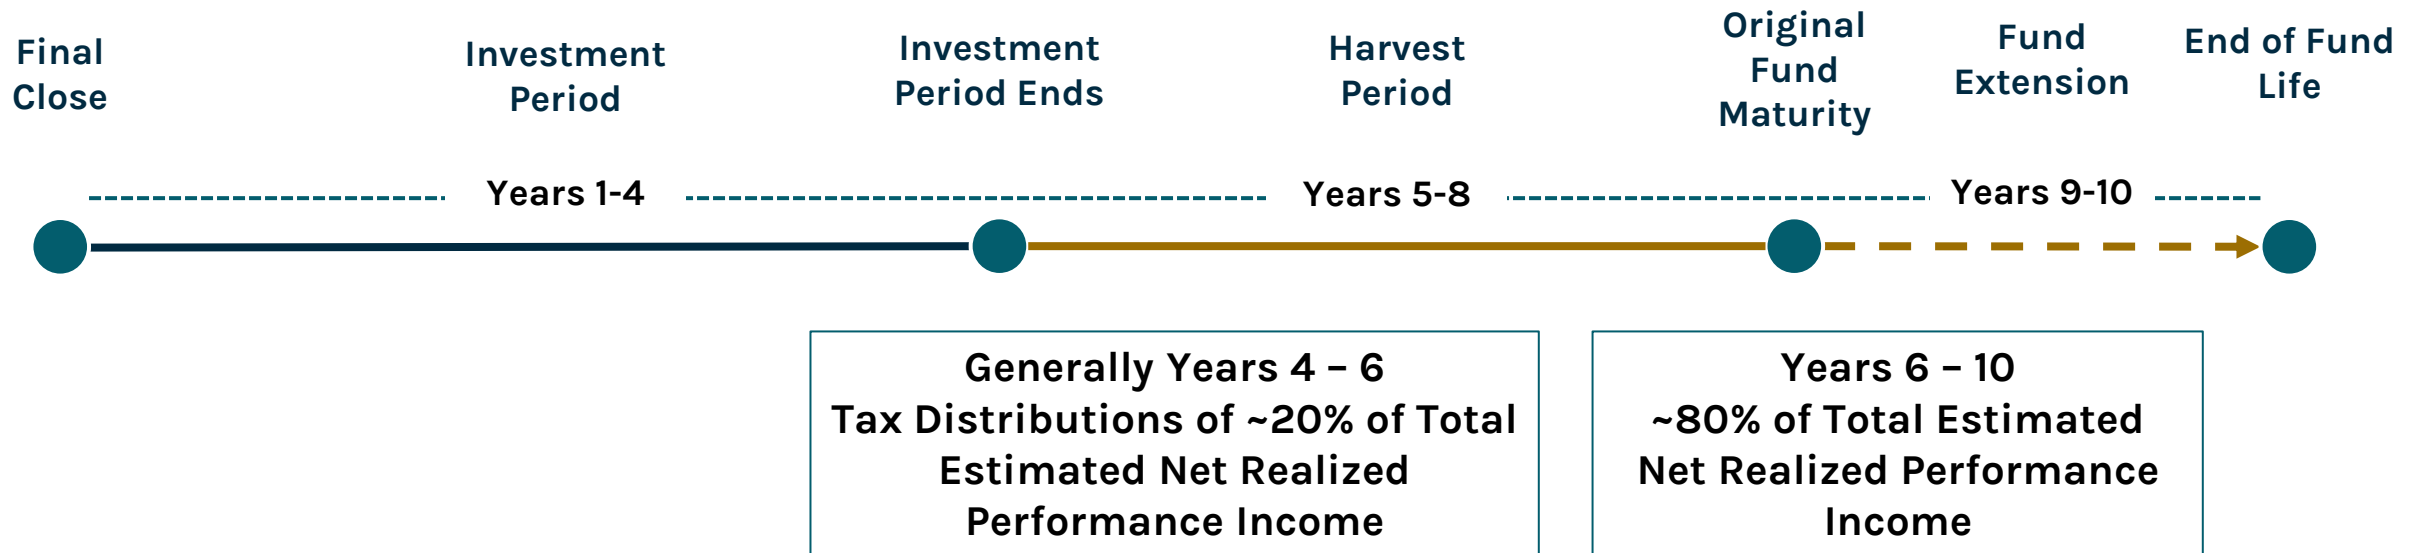 Final
Close
Investment
Period
Investment
Period Ends
Harvest
Period
Original
Fund
Maturity
Fund
Extension
End of Fund
Life
Years 1-4
Years 5-8
Years 9-10
Generally Years 4 – 6
Tax Distributions of ~20% of Total
Estimated Net Realized
Performance Income
Years 6 – 10
~80% of Total Estimated
Net Realized Performance
Income